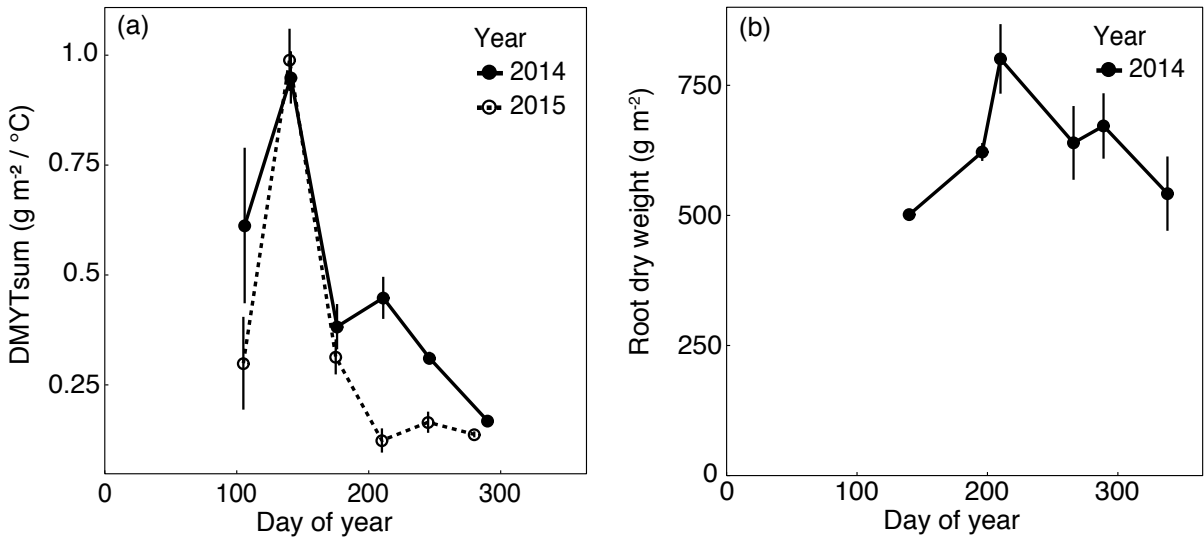 (a)
Year
2014
2015
1.0
0.75
0.5
0.25
DMYTsum (g m⁻² / °C)
0 100 200 300
Day of year
(b)
Year
2014
750
500
250
0
Root dry weight (g m⁻²)
0 100 200 300
Day of year